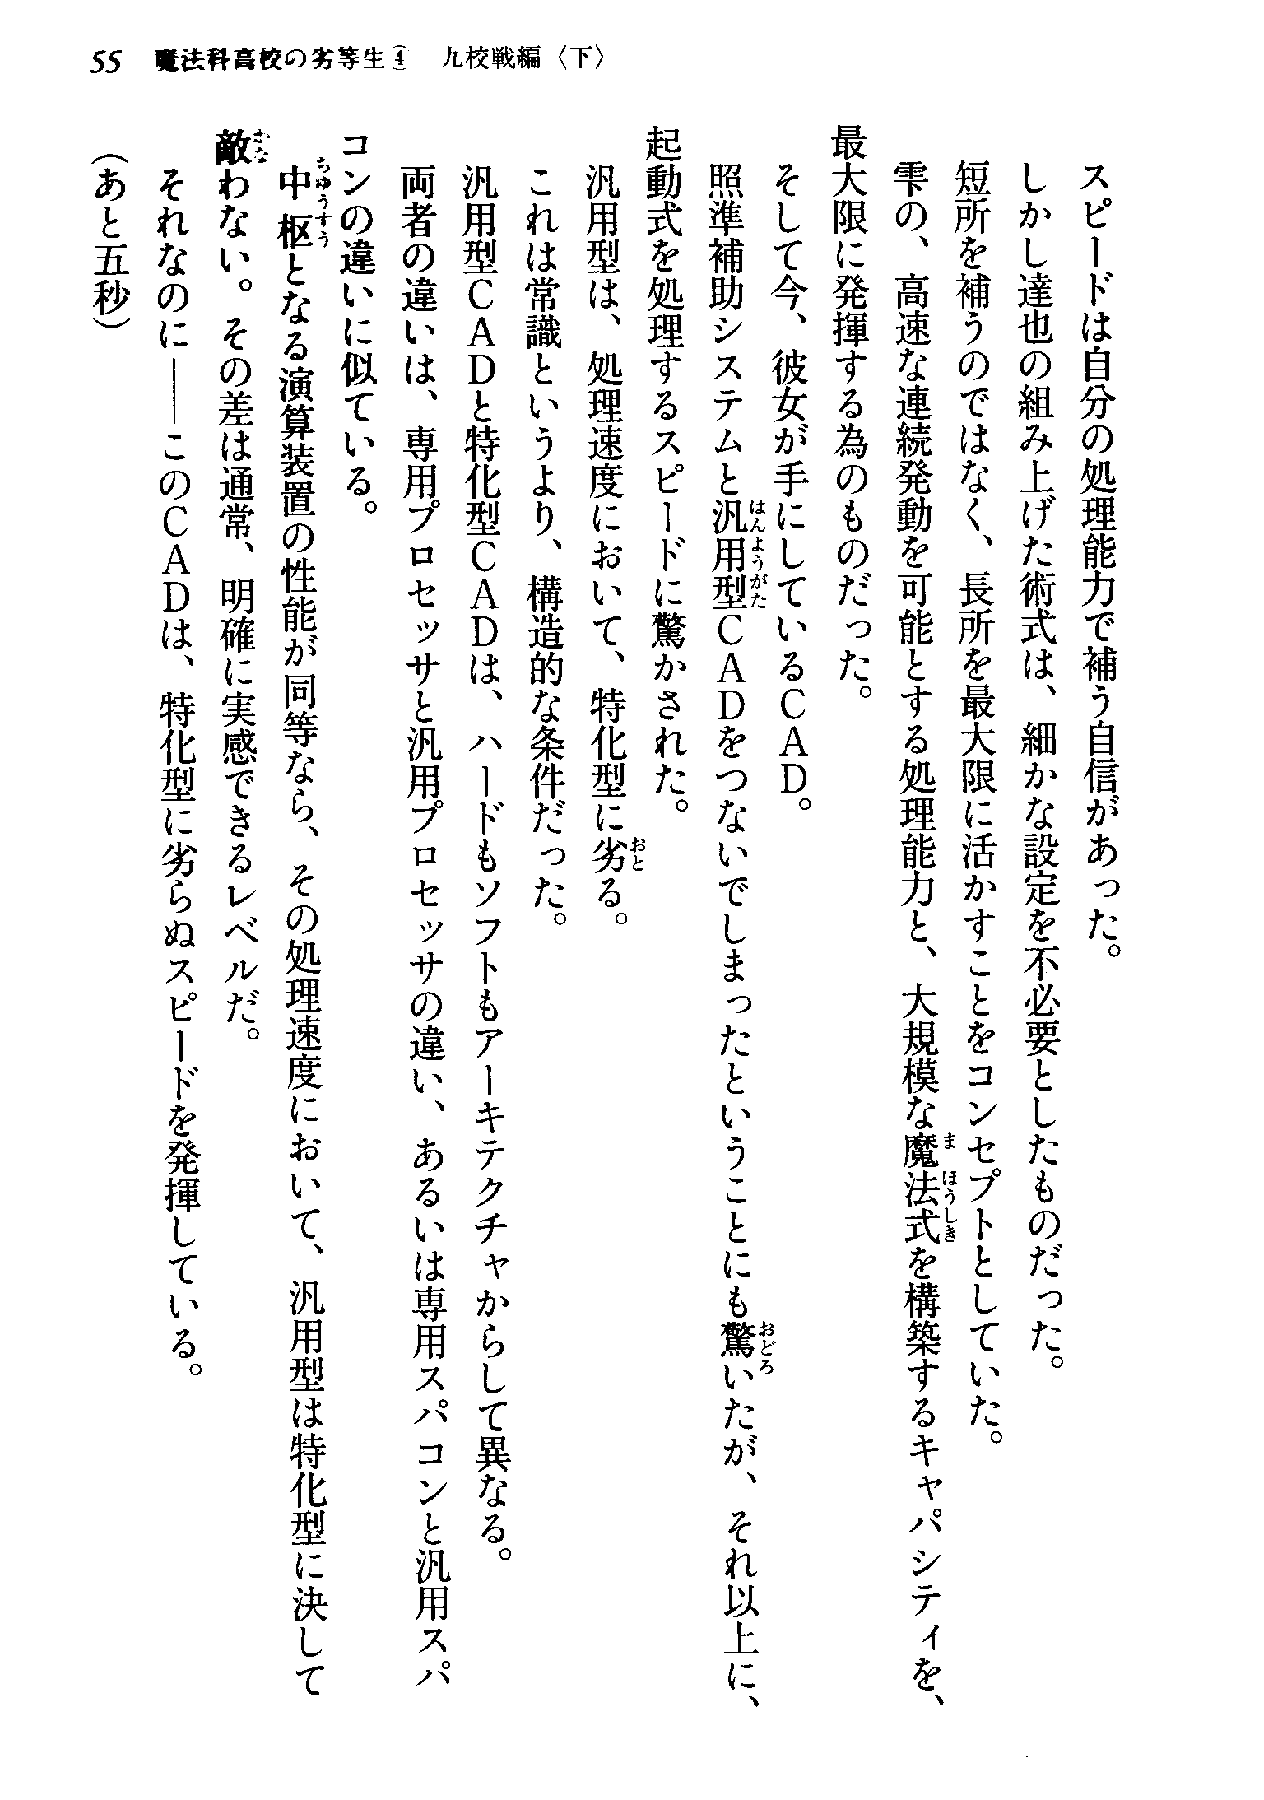 55　魔法科高校の劣等生④　九校戦編〈下〉
スピードは自分の処理能力で補う自信があった。
しかし達也の組み上げた術式は、細かな設定を不必要としたものだった。
短所を補うのではなく、長所を最大限に活かすことをコンセプトとしていた。
雫の、高速な連続発動を可能とする処理能力と、大規模な魔法式を構築するキャパシティを、
最大限に発揮する為のものだった。
そして今、彼女が手にしているＣＡＤ。
照準補助システムと汎用型ＣＡＤをつないでしまったということにも驚いたが、それ以上に、
起動式を処理するスピードに驚かされた。
汎用型は、処理速度において、特化型に劣る。
これは常識というより、構造的な条件だった。
汎用型ＣＡＤと特化型ＣＡＤは、ハードもソフトもアーキテクチャからして異なる。
両者の違いは、専用プロセッサと汎用プロセッサの違い、あるいは専用スパコンと汎用スパ
コンの違いに似ている。
中枢となる演算装置の性能が同等なら、その処理速度において、汎用型は特化型に決して
敵わない。その差は通常、明確に実感できるレベルだ。
それなのに――このＣＡＤは、特化型に劣らぬスピードを発揮している。
（あと五秒）